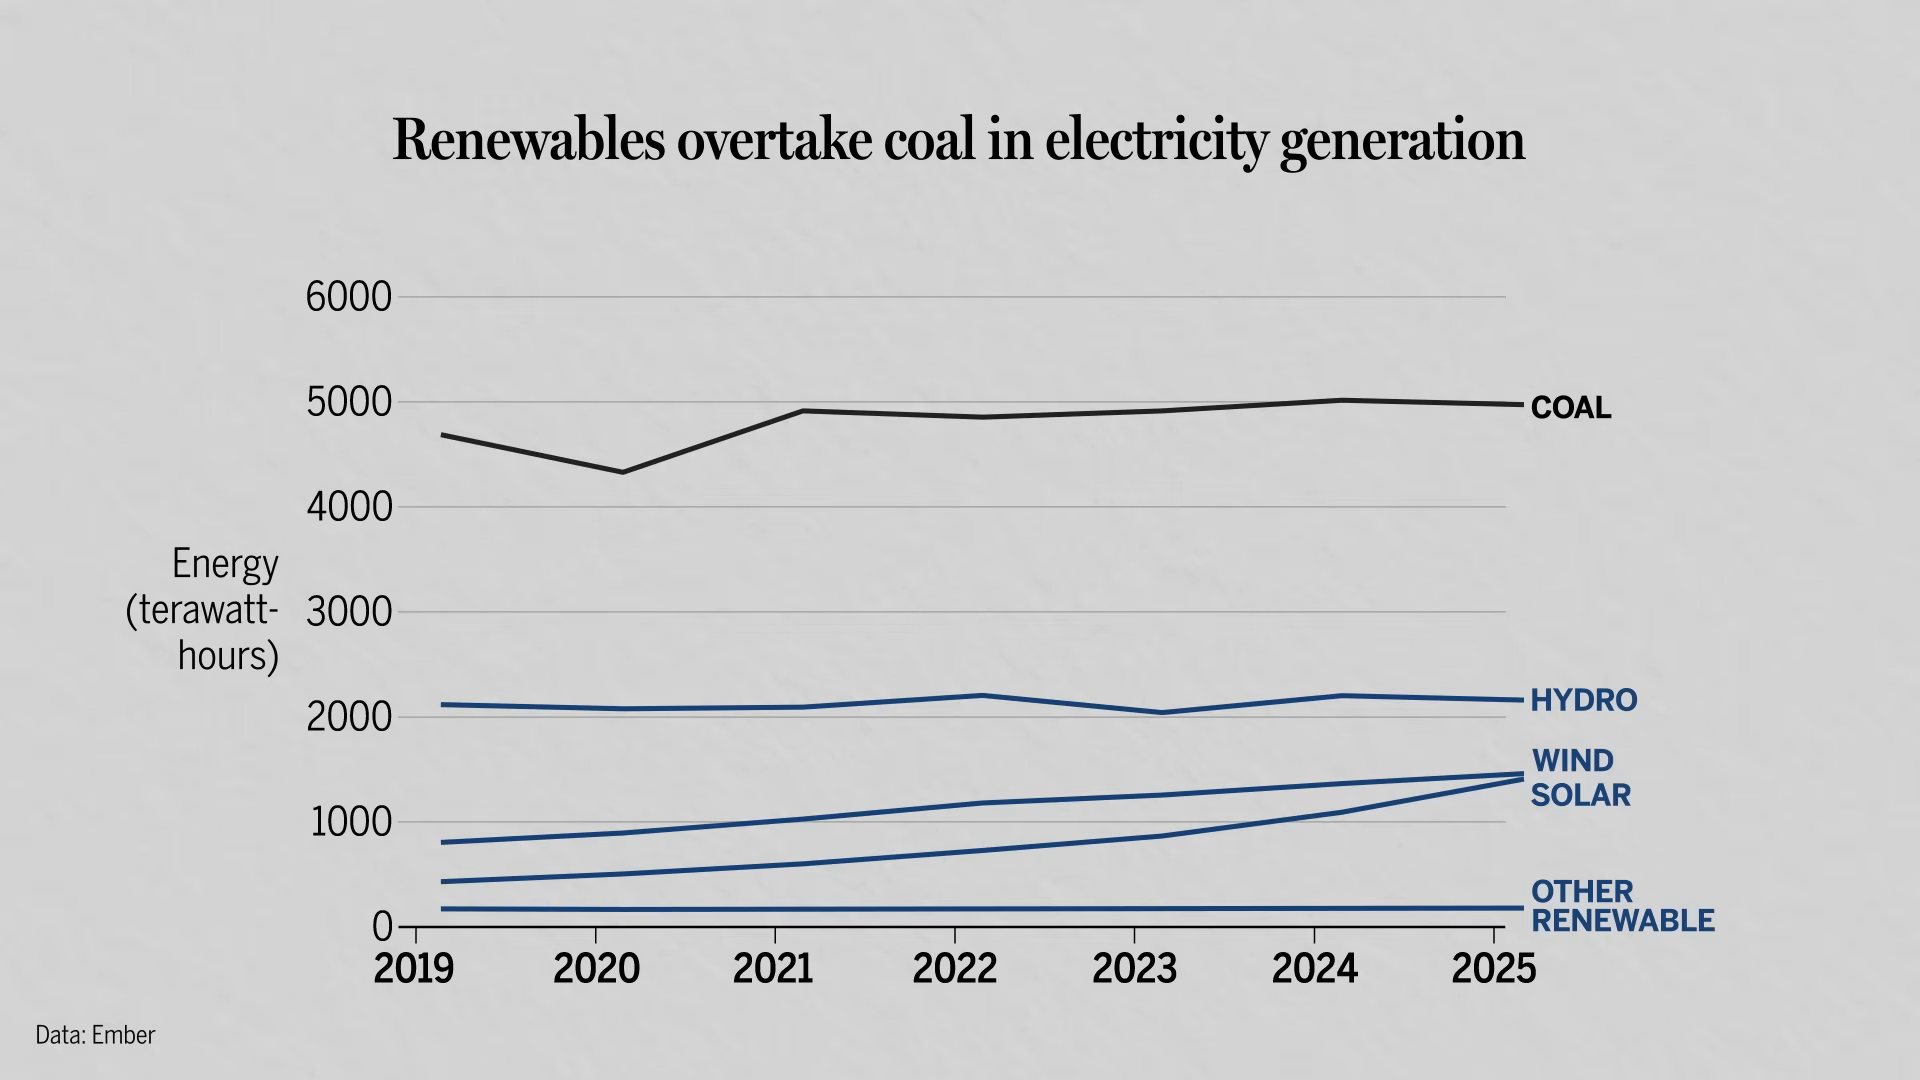 Renewables overtake coal in electricity generation
6000
5000
COAL
4000
Energy
(terawatt-
hours)
3000
HYDRO
2000
WIND
SOLAR
1000
OTHER
RENEWABLE
0
2019 2020 2021 2022 2023 2024 2025
Data: Ember